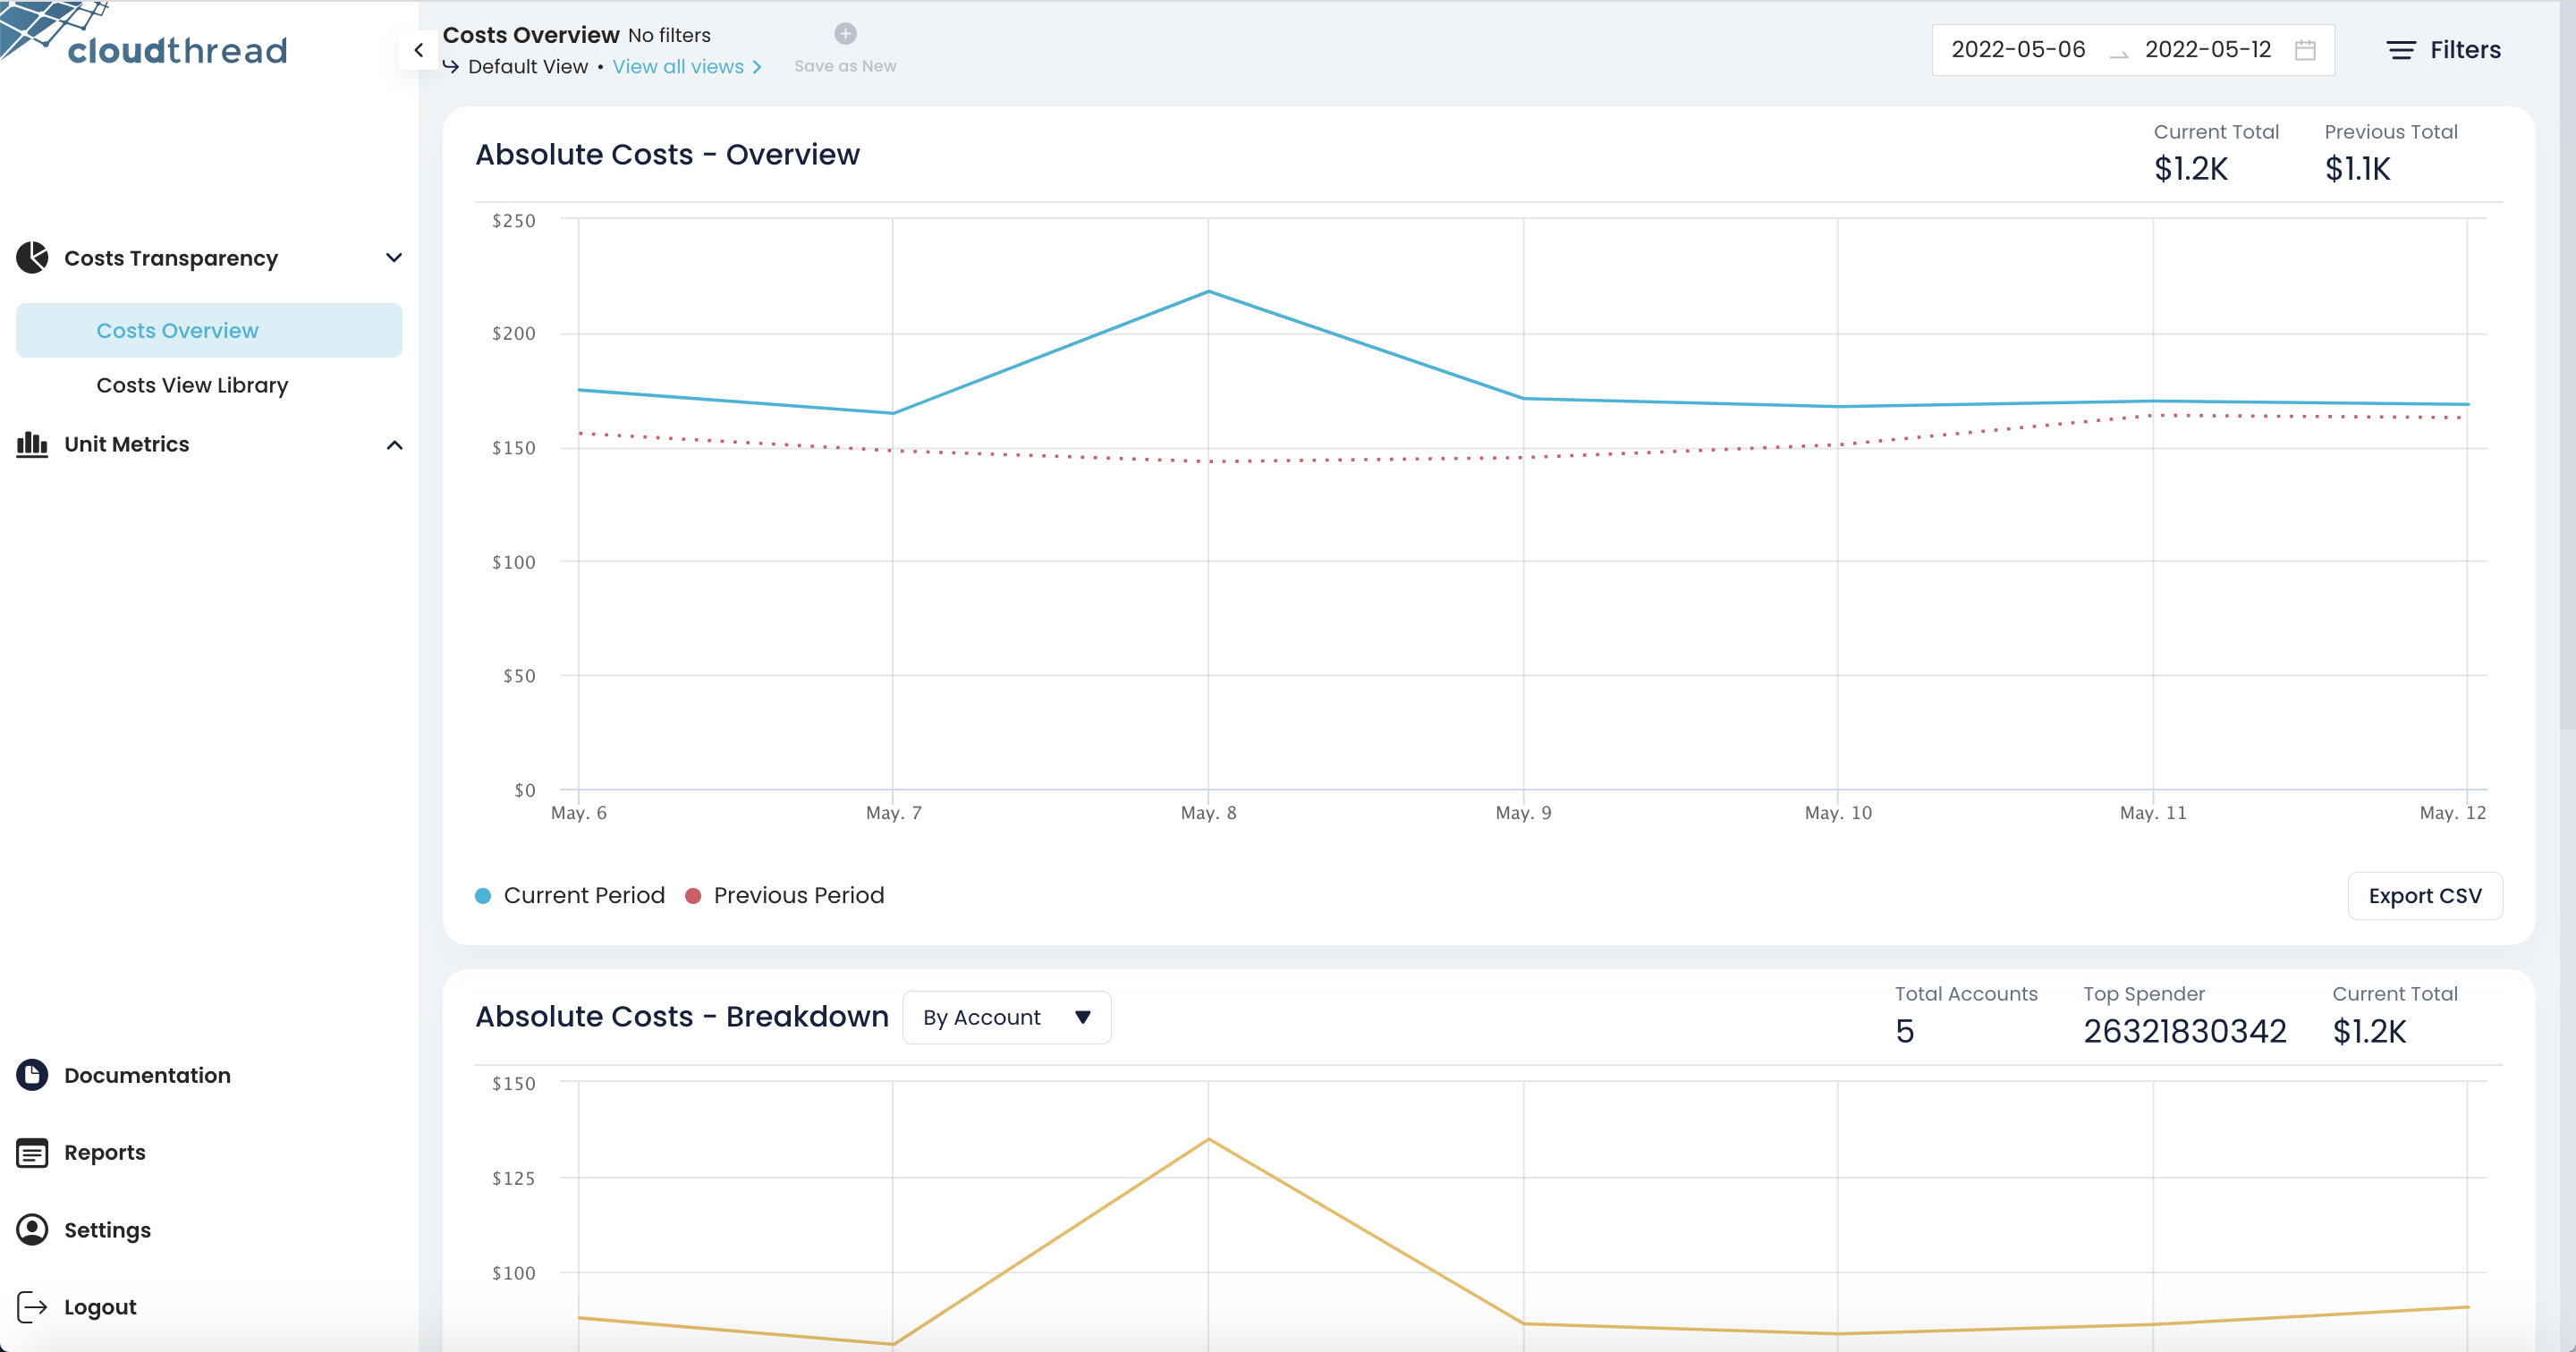 cloudthread
Costs Transparency
Costs Overview
Costs View Library
Unit Metrics
Documentation
Reports
Settings
Logout
Costs Overview No filters
Default View • View all views
Save as New
2022-05-06 2022-05-12
Filters
Absolute Costs - Overview
Current Total
$1.2K
Previous Total
$1.1K
$250
$200
$150
$100
$50
$0
May. 6 May. 7 May. 8 May. 9 May. 10 May. 11 May. 12
Current Period Previous Period
Export CSV
Absolute Costs - Breakdown
By Account
Total Accounts
5
Top Spender
26321830342
Current Total
$1.2K
$150
$125
$100